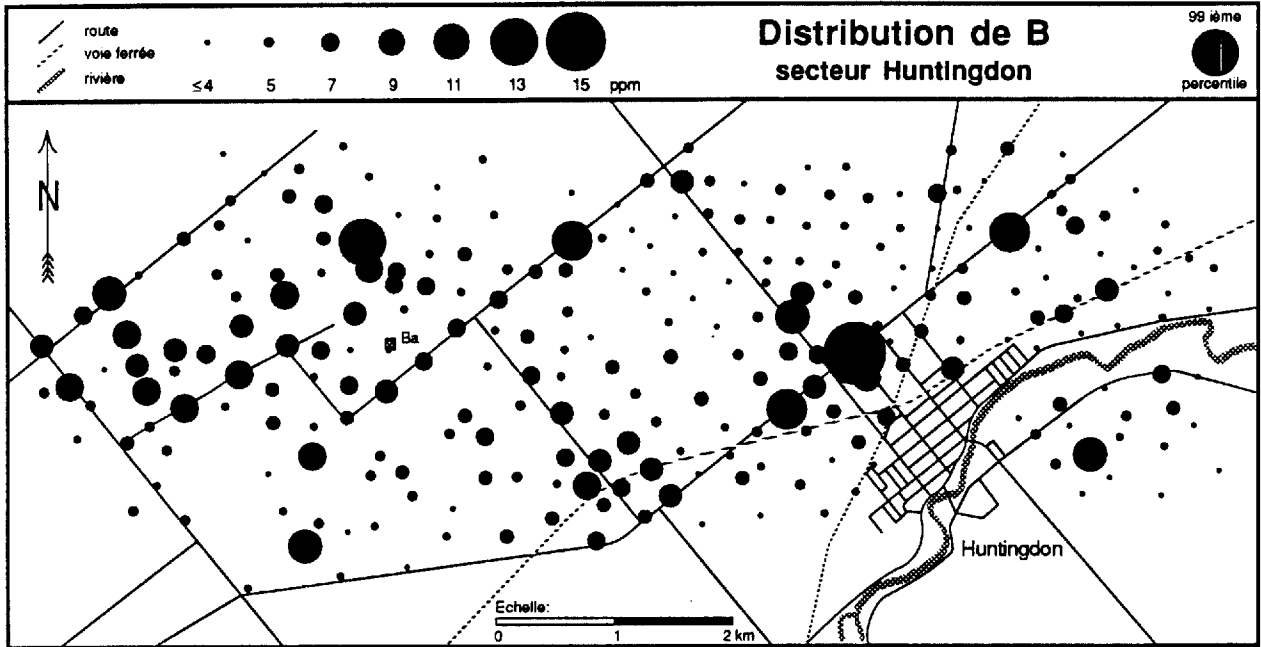 route
voie ferrée
rivière
≤4 5 7 9 11 13 15 ppm
Distribution de B
secteur Huntingdon
99 ième
percentile
N
Ba
Huntingdon
Echelle:
0 1 2 km